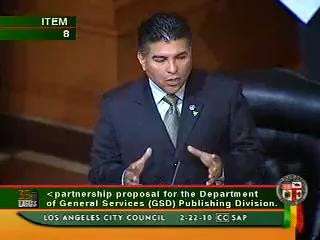 ITEM
8
35
<partnership proposal for the Department
of General Services (GSD) Publishing Division.
LOS ANGELES CITY COUNCIL 2-22-10 CC SAP